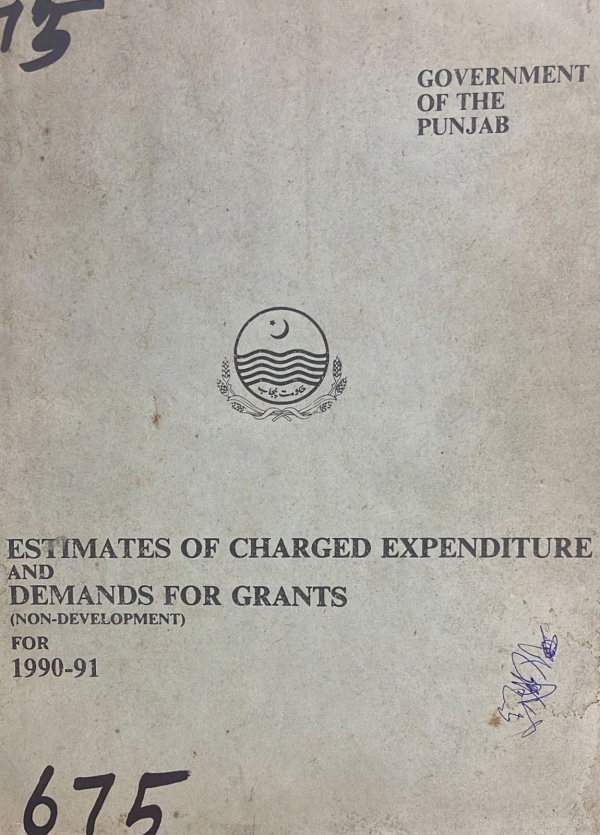 75
GOVERNMENT
OF THE
PUNJAB
حکومت پنجاب
ESTIMATES OF CHARGED EXPENDITURE
AND
DEMANDS FOR GRANTS
(NON-DEVELOPMENT)
FOR
1990-91
675